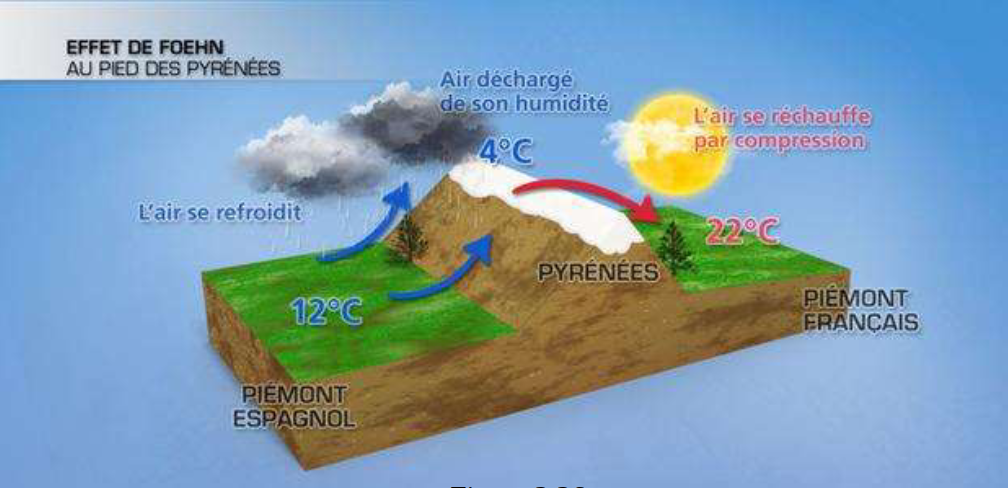 EFFET DE FOEHN
AU PIED DES PYRÉNÉES
Air déchargé
de son humidité
4°C
L'air se réchauffe
par compression
L'air se refroidit
22°C
PYRÉNÉES
12°C
PIÉMONT
FRANÇAIS
PIÉMONT
ESPAGNOL